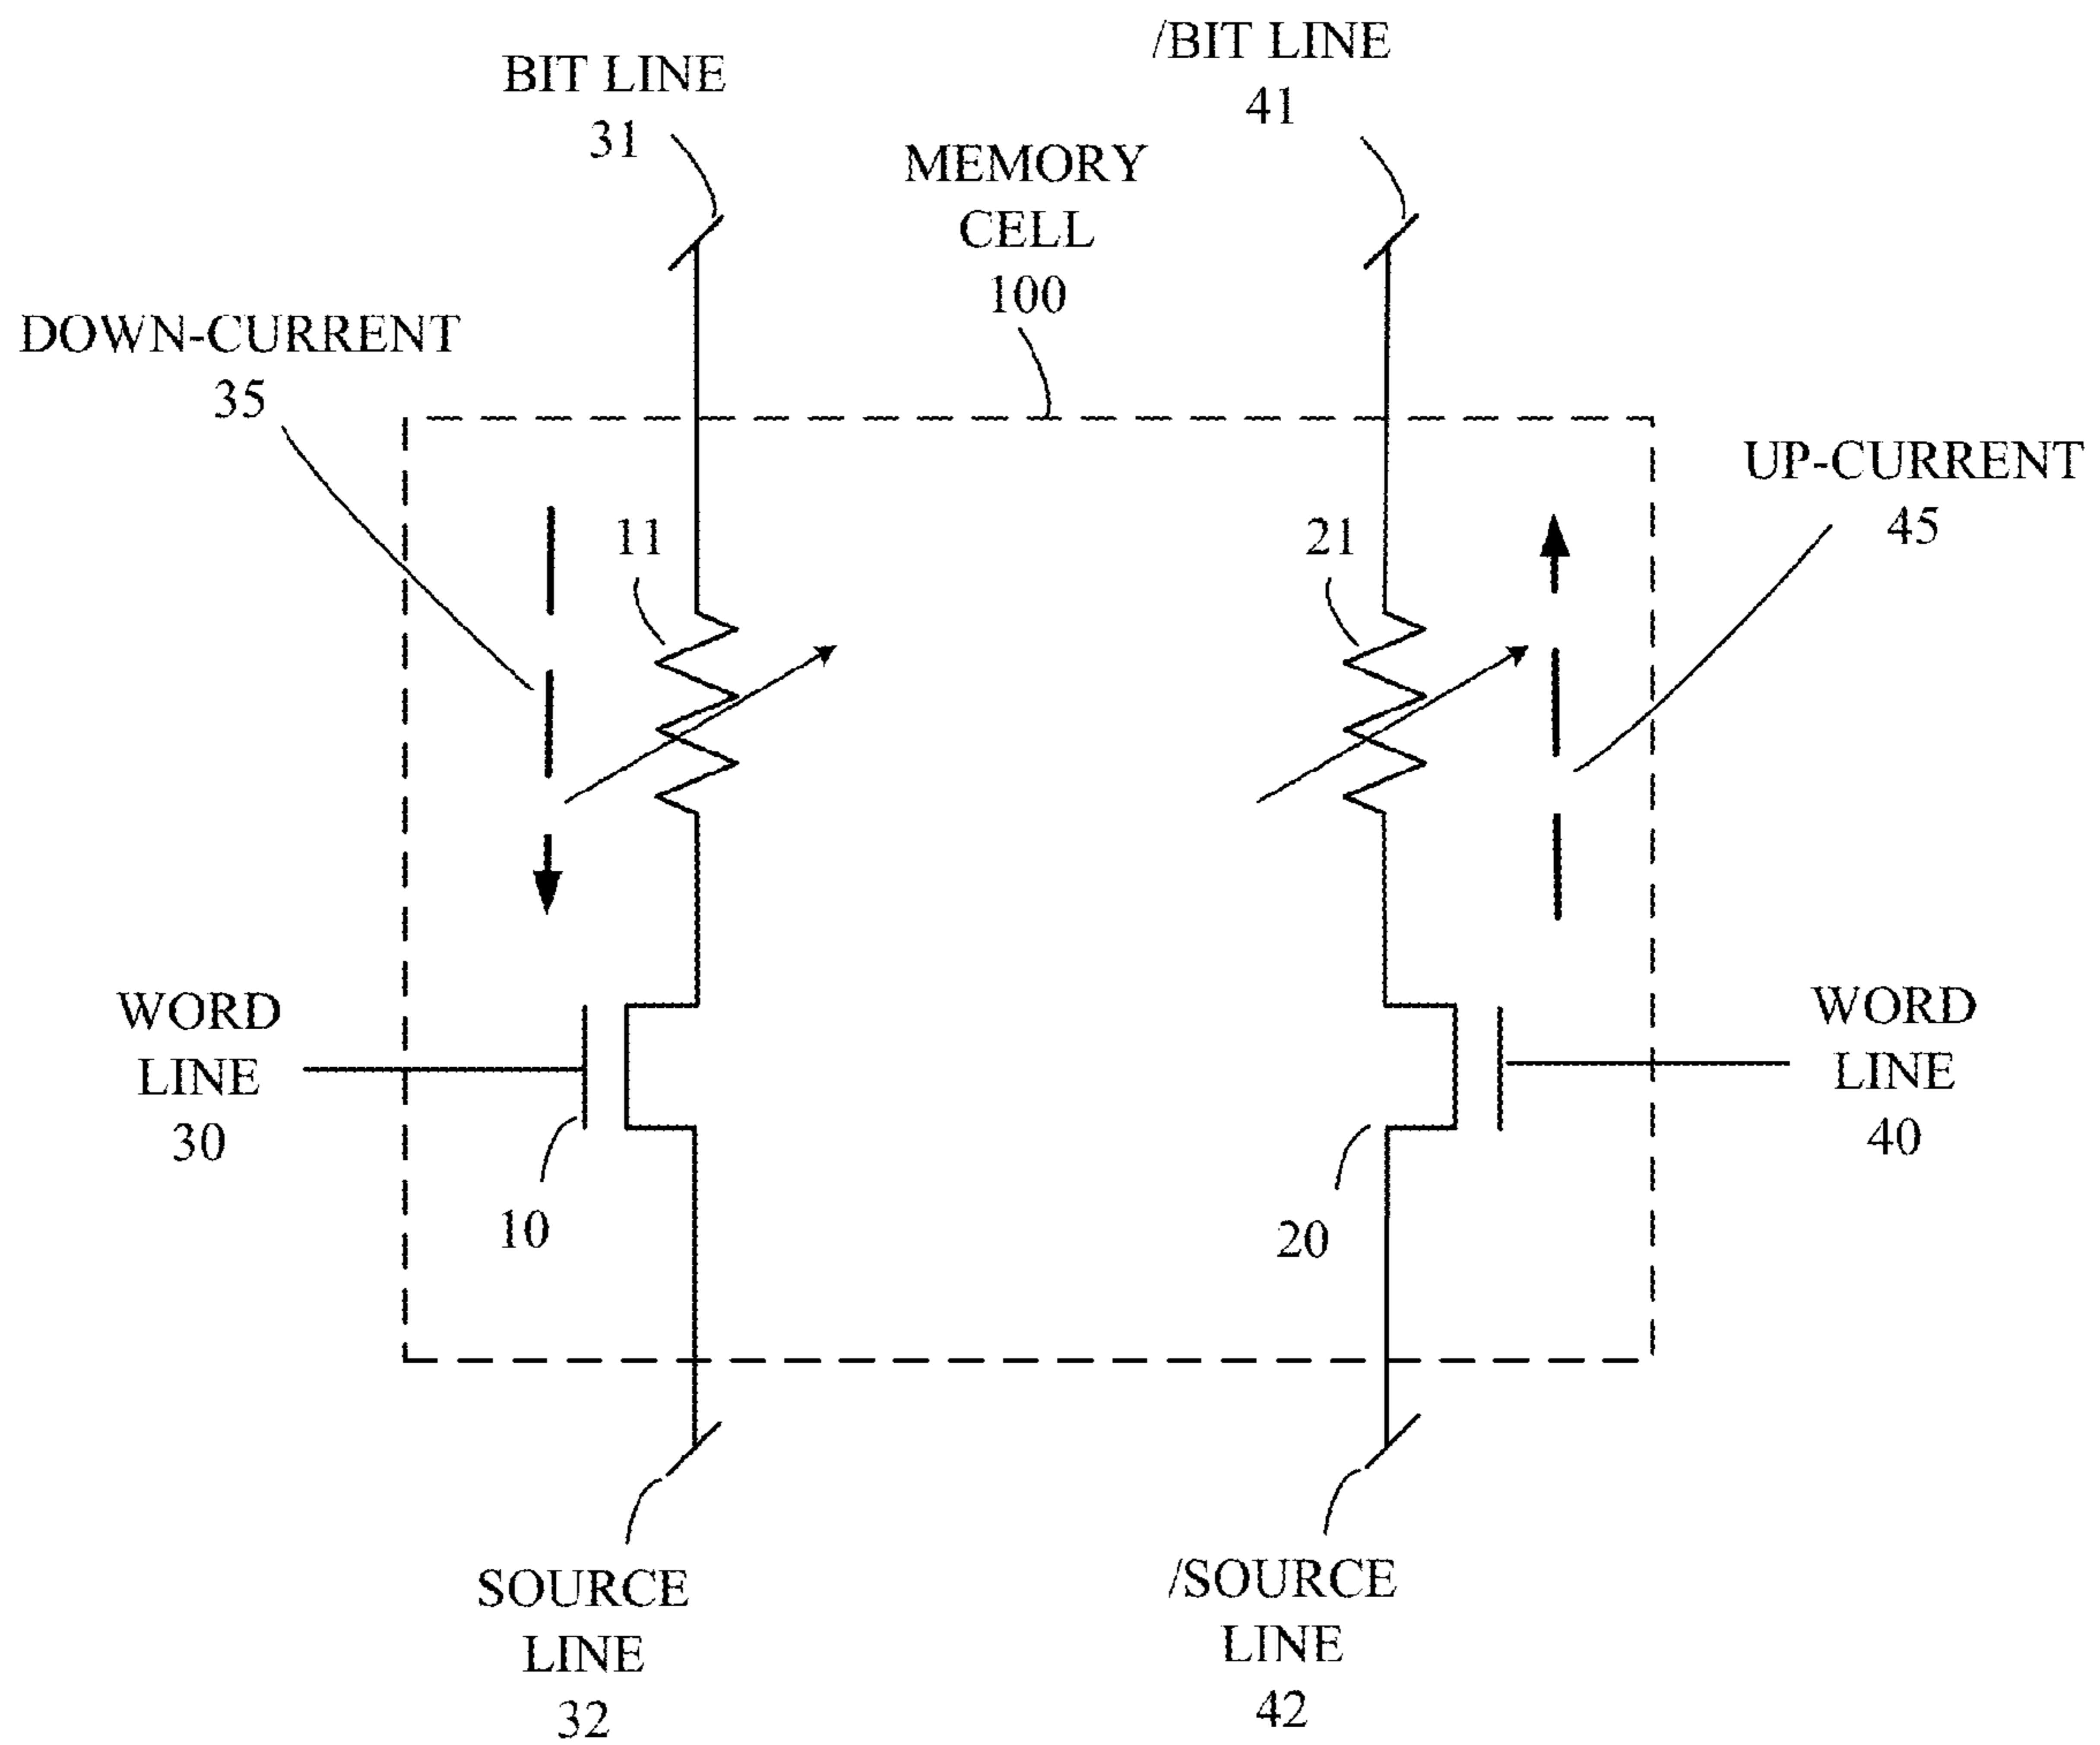 BIT LINE
31
/BIT LINE
41
MEMORY
CELL
100
DOWN-CURRENT
35
UP-CURRENT
45
11
21
WORD
LINE
30
WORD
LINE
40
10
20
SOURCE
LINE
32
/SOURCE
LINE
42